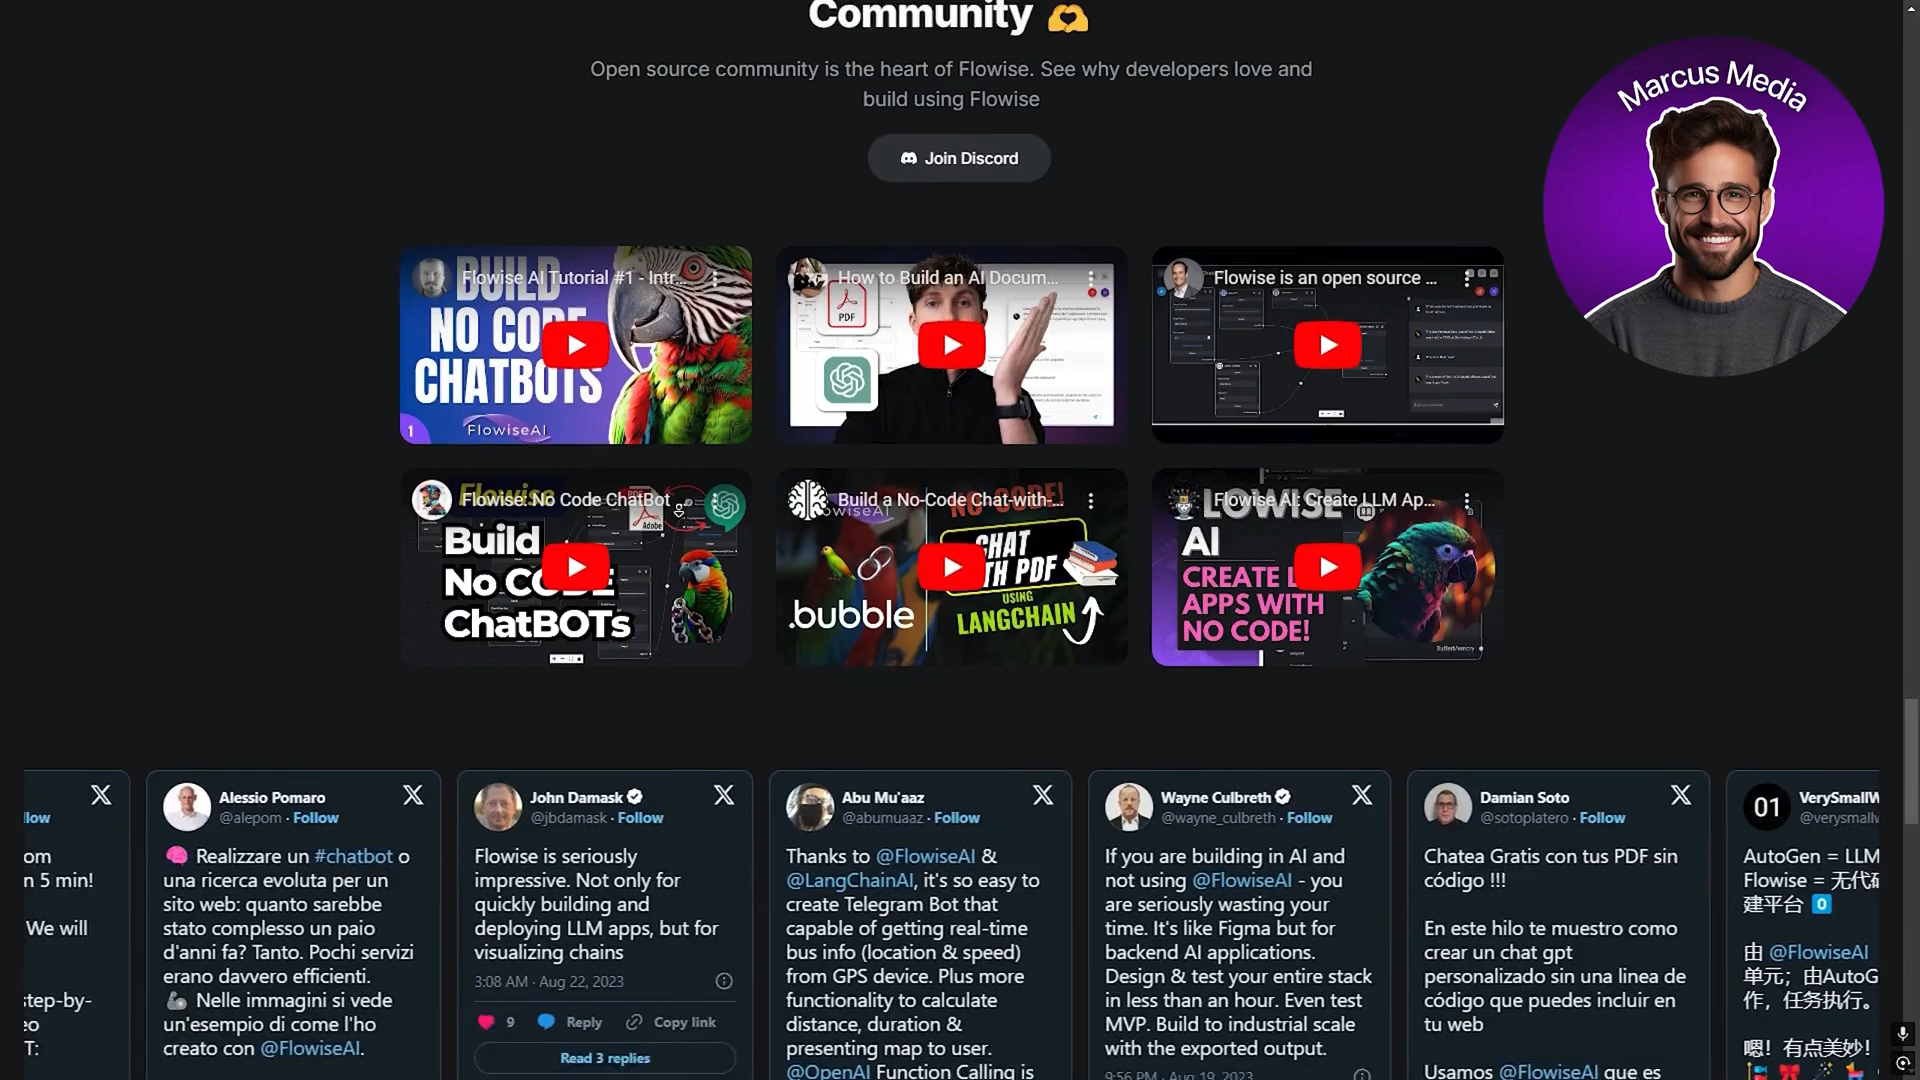 Community
Open source community is the heart of Flowise. See why developers love and
build using Flowise
Join Discord
Marcus Media
Flowise AI Tutorial #1 - Intr...
BUILD
NO CODE
CHATBOTS
1
FlowiseAI
How to Build an AI Docum...
PDF
Flowise is an open source ...
Flowise: No Code ChatBot
Flowise
Adobe
Build
No CODE
ChatBOTs
Build a No-Code Chat-with-...
NO CODE!
.bubble
CHAT
WITH PDF
USING
LANGCHAIN
Flowise AI: Create LLM Ap...
FLOWISE
AI
CREATE L
APPS WITH
NO CODE!
BufferMemory
llow
om
n 5 min!
We will
step-by-
eo
T:
Alessio Pomaro
@alepom · Follow
🧠 Realizzare un #chatbot o
una ricerca evoluta per un
sito web: quanto sarebbe
stato complesso un paio
d'anni fa? Tanto. Pochi servizi
erano davvero efficienti.
🦾 Nelle immagini si vede
un'esempio di come l'ho
creato con @FlowiseAI.
John Damask
@jbdamask · Follow
Flowise is seriously
impressive. Not only for
quickly building and
deploying LLM apps, but for
visualizing chains
3:08 AM · Aug 22, 2023
9 Reply Copy link
Read 3 replies
Abu Mu'aaz
@abumuaaz · Follow
Thanks to @FlowiseAI &
@LangChainAI, it's so easy to
create Telegram Bot that
capable of getting real-time
bus info (location & speed)
from GPS device. Plus more
functionality to calculate
distance, duration &
presenting map to user.
@OpenAI Function Calling is
Wayne Culbreth
@wayne_culbreth · Follow
If you are building in AI and
not using @FlowiseAI - you
are seriously wasting your
time. It's like Figma but for
backend AI applications.
Design & test your entire stack
in less than an hour. Even test
MVP. Build to industrial scale
with the exported output.
9:56 PM · Aug 19, 2023
Damian Soto
@sotoplatero · Follow
Chatea Gratis con tus PDF sin
código !!!
En este hilo te muestro como
crear un chat gpt
personalizado sin una linea de
código que puedes incluir en
tu web
Usamos @FlowiseAI que es
01
VerySmallW
@verysmallw
AutoGen = LLM
Flowise = 无代码
建平台 0
由 @FlowiseAI
单元；由AutoG
作，任务执行。
嗯！有点美妙！